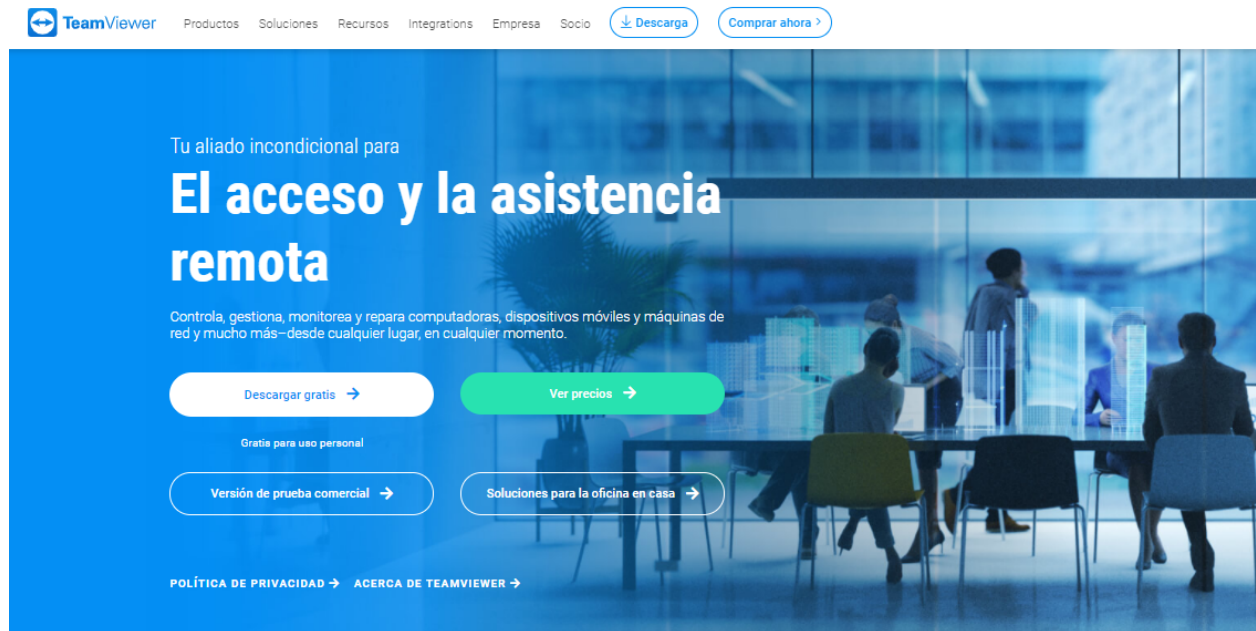 TeamViewer
Productos
Soluciones
Recursos
Integrations
Empresa
Socio
Descarga
Comprar ahora >
Tu aliado incondicional para
El acceso y la asistencia
remota
Controla, gestiona, monitorea y repara computadoras, dispositivos móviles y máquinas de
red y mucho más—desde cualquier lugar, en cualquier momento.
Descargar gratis →
Ver precios →
Gratis para uso personal
Versión de prueba comercial →
Soluciones para la oficina en casa →
POLÍTICA DE PRIVACIDAD →
ACERCA DE TEAMVIEWER →